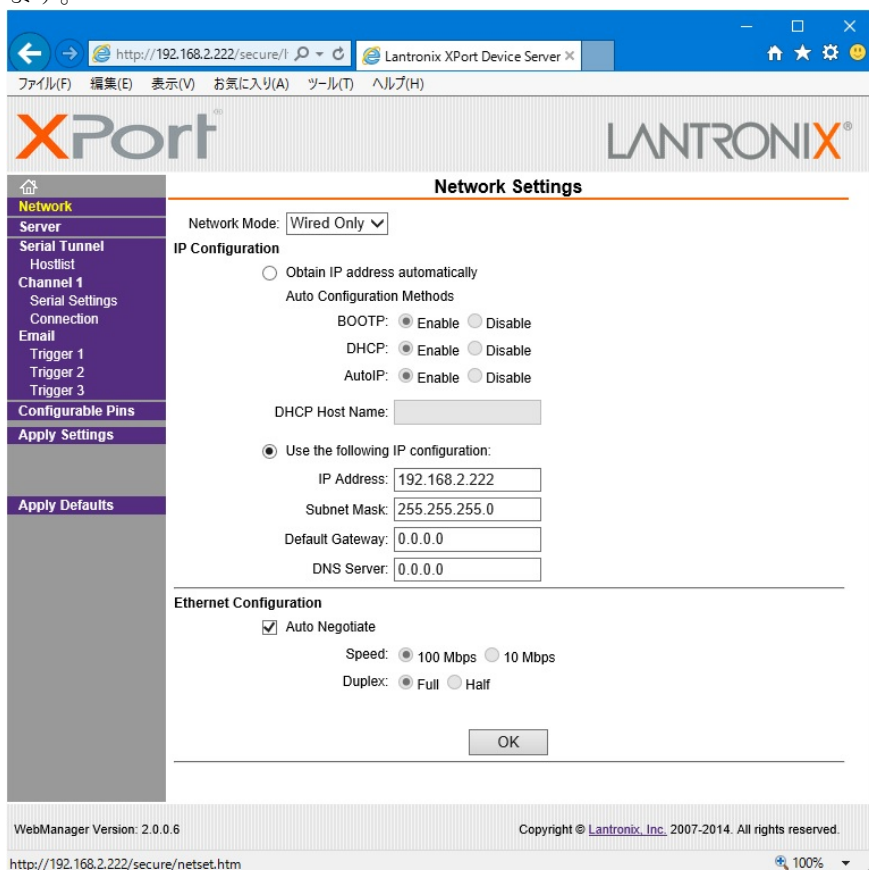 ます。
http://192.168.2.222/secure/
Lantronix XPort Device Server
ファイル(F) 編集(E) 表示(V) お気に入り(A) ツール(T) ヘルプ(H)
XPort®
LANTRONIX®
Network Settings
Network
Server
Serial Tunnel
Hostlist
Channel 1
Serial Settings
Connection
Email
Trigger 1
Trigger 2
Trigger 3
Configurable Pins
Apply Settings
Apply Defaults
Network Mode: Wired Only
IP Configuration
Obtain IP address automatically
Auto Configuration Methods
BOOTP: Enable Disable
DHCP: Enable Disable
AutoIP: Enable Disable
DHCP Host Name:
Use the following IP configuration:
IP Address: 192.168.2.222
Subnet Mask: 255.255.255.0
Default Gateway: 0.0.0.0
DNS Server: 0.0.0.0
Ethernet Configuration
Auto Negotiate
Speed: 100 Mbps 10 Mbps
Duplex: Full Half
OK
WebManager Version: 2.0.0.6
Copyright © Lantronix, Inc. 2007-2014. All rights reserved.
http://192.168.2.222/secure/netset.htm
100%